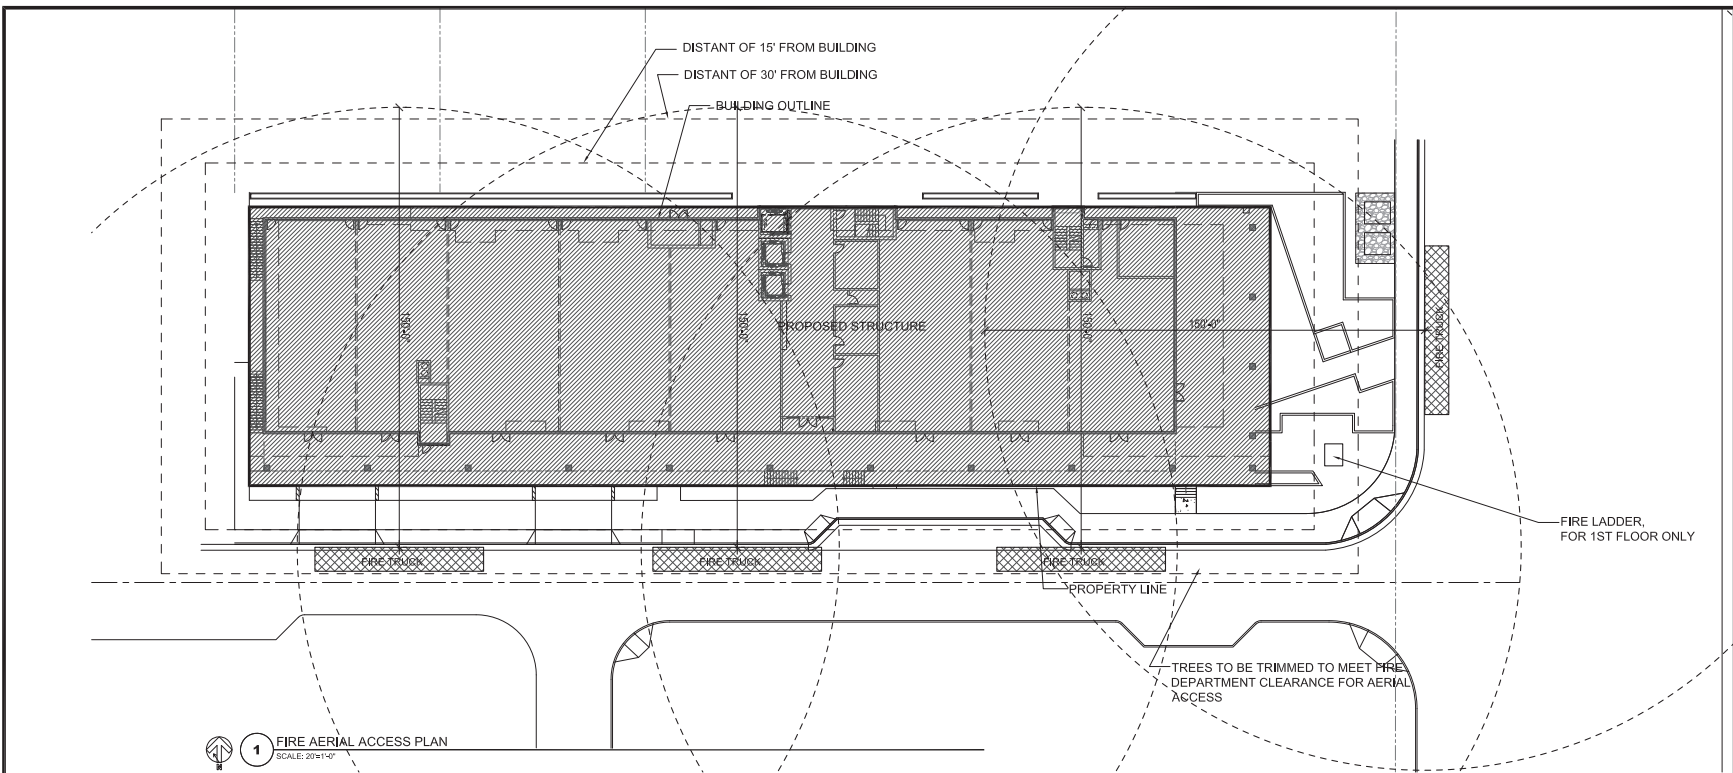 DISTANT OF 15' FROM BUILDING
DISTANT OF 30' FROM BUILDING
BUILDING OUTLINE
150'-0"
150'-0"
PROPOSED STRUCTURE
150'-0"
150'-0"
FIRE TRUCK
FIRE LADDER,
FOR 1ST FLOOR ONLY
FIRE TRUCK
FIRE TRUCK
FIRE TRUCK
PROPERTY LINE
TREES TO BE TRIMMED TO MEET FIRE
DEPARTMENT CLEARANCE FOR AERIAL
ACCESS
N
1
FIRE AERIAL ACCESS PLAN
SCALE: 20'=1'-0"